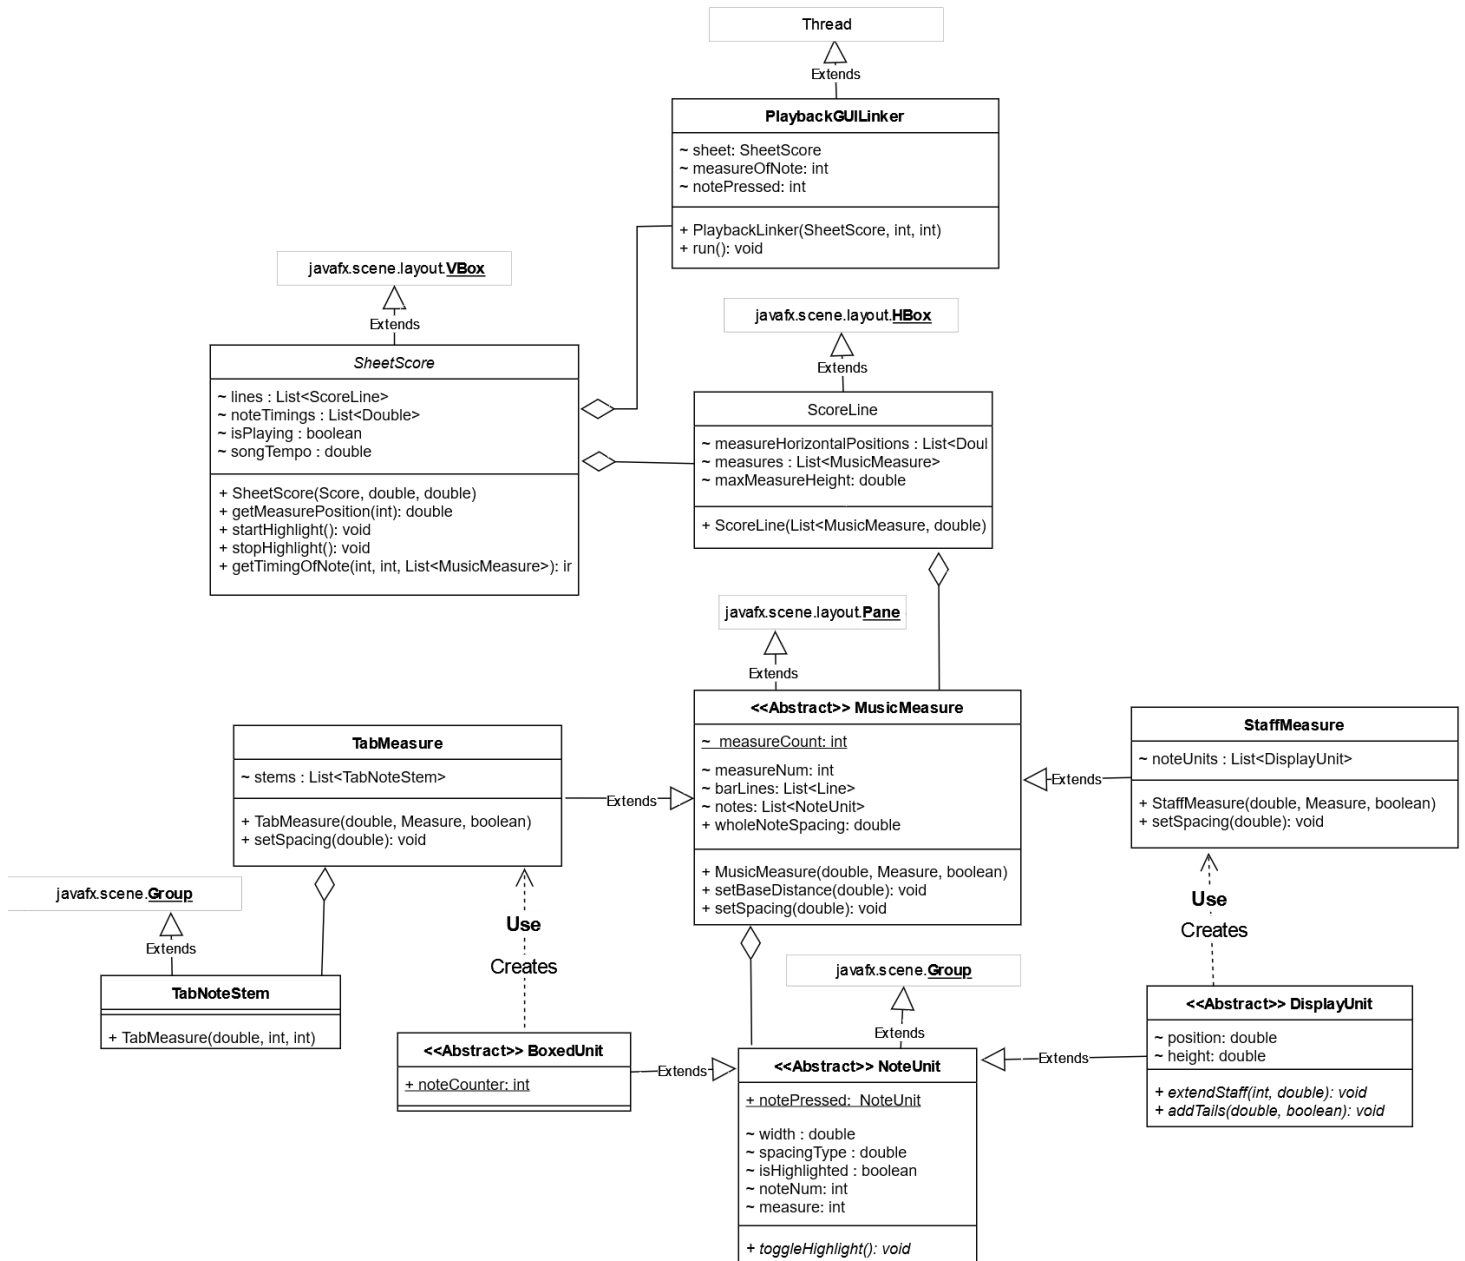 Thread
Extends
PlaybackGUILinker
~ sheet: SheetScore
~ measureOfNote: int
~ notePressed: int
+ PlaybackLinker(SheetScore, int, int)
+ run(): void
javafx.scene.layout.VBox
Extends
SheetScore
~ lines : List<ScoreLine>
~ noteTimings : List<Double>
~ isPlaying : boolean
~ songTempo : double
+ SheetScore(Score, double, double)
+ getMeasurePosition(int): double
+ startHighlight(): void
+ stopHighlight(): void
+ getTimingOfNote(int, int, List<MusicMeasure>): ir
javafx.scene.layout.HBox
Extends
ScoreLine
~ measureHorizontalPositions : List<Doul
~ measures : List<MusicMeasure>
~ maxMeasureHeight: double
+ ScoreLine(List<MusicMeasure, double)
javafx.scene.layout.Pane
Extends
<<Abstract>> MusicMeasure
~ measureCount: int
~ measureNum: int
~ barLines: List<Line>
~ notes: List<NoteUnit>
+ wholeNoteSpacing: double
+ MusicMeasure(double, Measure, boolean)
+ setBaseDistance(double): void
+ setSpacing(double): void
TabMeasure
~ stems : List<TabNoteStem>
+ TabMeasure(double, Measure, boolean)
+ setSpacing(double): void
Extends
StaffMeasure
~ noteUnits : List<DisplayUnit>
+ StaffMeasure(double, Measure, boolean)
+ setSpacing(double): void
Extends
javafx.scene.Group
Extends
TabNoteStem
+ TabMeasure(double, int, int)
Use
Creates
<<Abstract>> BoxedUnit
+ noteCounter: int
Extends
javafx.scene.Group
Extends
<<Abstract>> NoteUnit
+ notePressed: NoteUnit
~ width : double
~ spacingType : double
~ isHighlighted : boolean
~ noteNum: int
~ measure: int
+ toggleHighlight(): void
Use
Creates
<<Abstract>> DisplayUnit
~ position: double
~ height: double
+ extendStaff(int, double): void
+ addTails(double, boolean): void
Extends